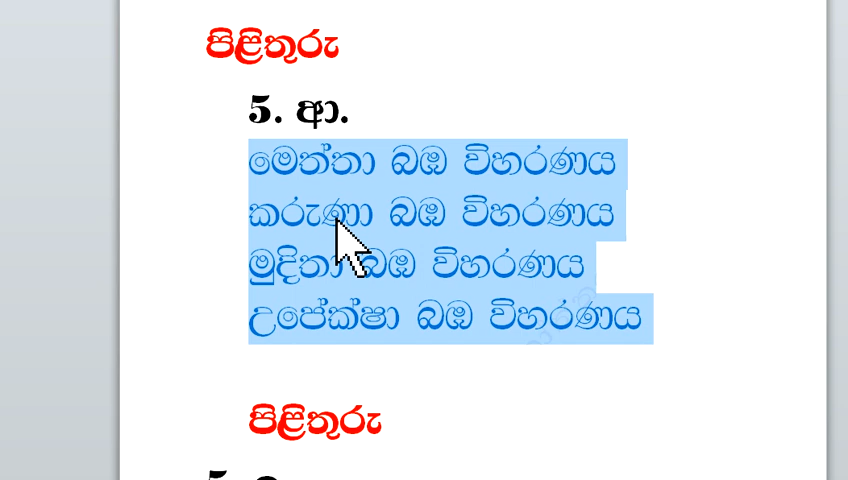 පිළිතුරු
5. ආ.
මෙත්තා බඹ විහරණය
කරුණා බඹ විහරණය
මුදිතා බඹ විහරණය
උපේක්ෂා බඹ විහරණය
පිළිතුරු